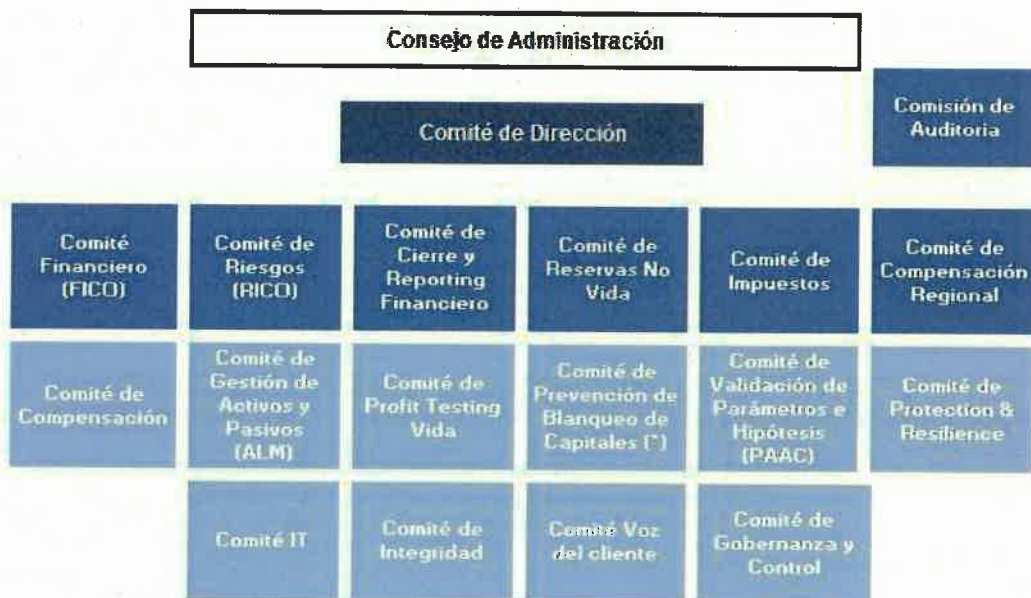 Consejo de Administración
Comisión de
Auditoria
Comité de Dirección
Comité
Financiero
(FICO)
Comité de
Riesgos
(RICO)
Comité de
Cierre y
Reporting
Financiero
Comité de
Reservas No
Vida
Comité de
Impuestos
Comité de
Compensación
Regional
Comité de
Compensación
Comité de
Gestión de
Activos y
Pasivos
(ALM)
Comité de
Profit Testing
Vida
Comité de
Prevención de
Blanqueo de
Capitales (*)
Comité de
Validación de
Parámetros e
Hipótesis
(PAAC)
Comité de
Protection &
Resilience
Comité IT
Comité de
Integridad
Comité Voz
del cliente
Comité de
Gobernanza y
Control